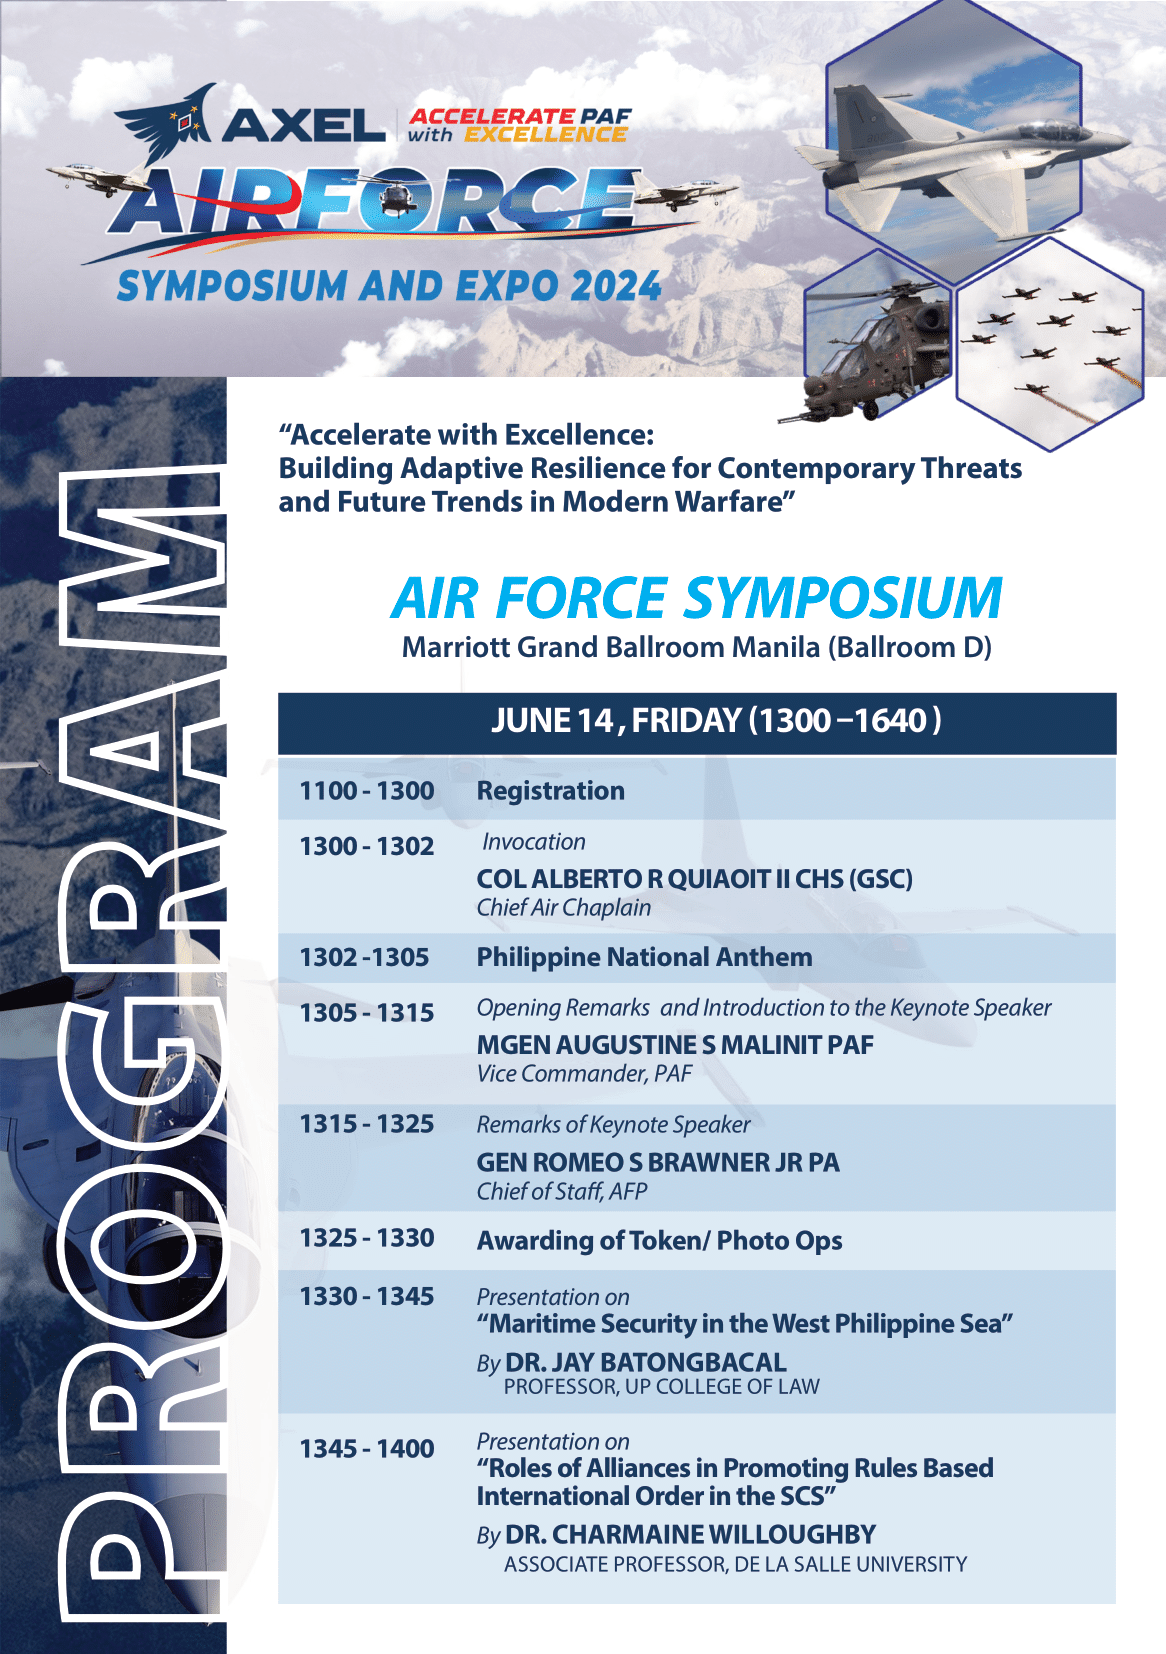 AXEL
ACCELERATE PAF
with EXCELLENCE
AIRFORCE
SYMPOSIUM AND EXPO 2024
PROGRAM
“Accelerate with Excellence:
Building Adaptive Resilience for Contemporary Threats
and Future Trends in Modern Warfare”
AIR FORCE SYMPOSIUM
Marriott Grand Ballroom Manila (Ballroom D)
JUNE 14 , FRIDAY (1300 –1640 )
1100 - 1300 Registration
1300 - 1302 Invocation
COL ALBERTO R QUIAOIT II CHS (GSC)
Chief Air Chaplain
1302 -1305 Philippine National Anthem
1305 - 1315 Opening Remarks and Introduction to the Keynote Speaker
MGEN AUGUSTINE S MALINIT PAF
Vice Commander, PAF
1315 - 1325 Remarks of Keynote Speaker
GEN ROMEO S BRAWNER JR PA
Chief of Staff, AFP
1325 - 1330 Awarding of Token/ Photo Ops
1330 - 1345 Presentation on
“Maritime Security in the West Philippine Sea”
By DR. JAY BATONGBACAL
PROFESSOR, UP COLLEGE OF LAW
1345 - 1400 Presentation on
“Roles of Alliances in Promoting Rules Based
International Order in the SCS”
By DR. CHARMAINE WILLOUGHBY
ASSOCIATE PROFESSOR, DE LA SALLE UNIVERSITY